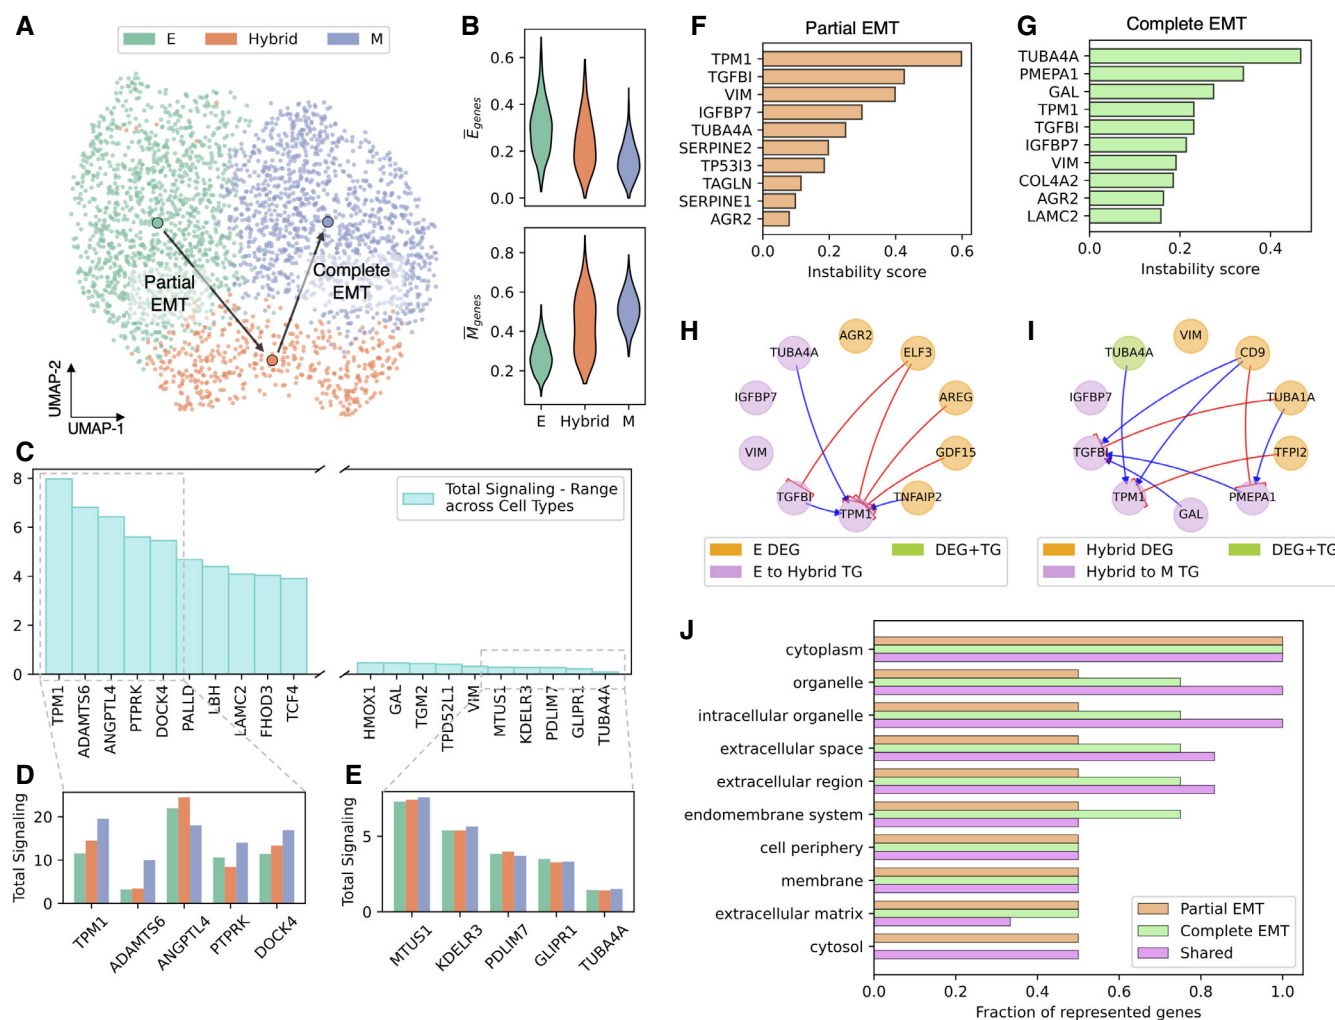 A
E
Hybrid
M
Partial
EMT
Complete
EMT
UMAP-2
UMAP-1
B
0.6
0.4
0.2
0.0
E̅genes
0.8
0.6
0.4
0.2
M̅genes
E
Hybrid
M
C
8
6
4
2
0
Total Signaling - Range
across Cell Types
TPM1
ADAMTS6
ANGPTL4
PTPRK
DOCK4
PALLD
LBH
LAMC2
FHOD3
TCF4
HMOX1
GAL
TGM2
TPD52L1
VIM
MTUS1
KDELR3
PDLIM7
GLIPR1
TUBA4A
D
Total Signaling
20
10
0
TPM1
ADAMTS6
ANGPTL4
PTPRK
DOCK4
E
Total Signaling
5
0
MTUS1
KDELR3
PDLIM7
GLIPR1
TUBA4A
F
Partial EMT
TPM1
TGFBI
VIM
IGFBP7
TUBA4A
SERPINE2
TP53I3
TAGLN
SERPINE1
AGR2
0.0
0.2
0.4
0.6
Instability score
G
Complete EMT
TUBA4A
PMEPA1
GAL
TPM1
TGFBI
IGFBP7
VIM
COL4A2
AGR2
LAMC2
0.0
0.2
0.4
Instability score
H
AGR2
TUBA4A
ELF3
IGFBP7
AREG
VIM
GDF15
TGFBI
TNFAIP2
TPM1
E DEG
DEG+TG
E to Hybrid TG
I
VIM
TUBA4A
CD9
IGFBP7
TUBA1A
TGFBI
TFPI2
TPM1
PMEPA1
GAL
Hybrid DEG
DEG+TG
Hybrid to M TG
J
cytoplasm
organelle
intracellular organelle
extracellular space
extracellular region
endomembrane system
cell periphery
membrane
extracellular matrix
cytosol
Partial EMT
Complete EMT
Shared
0.0
0.2
0.4
0.6
0.8
1.0
Fraction of represented genes